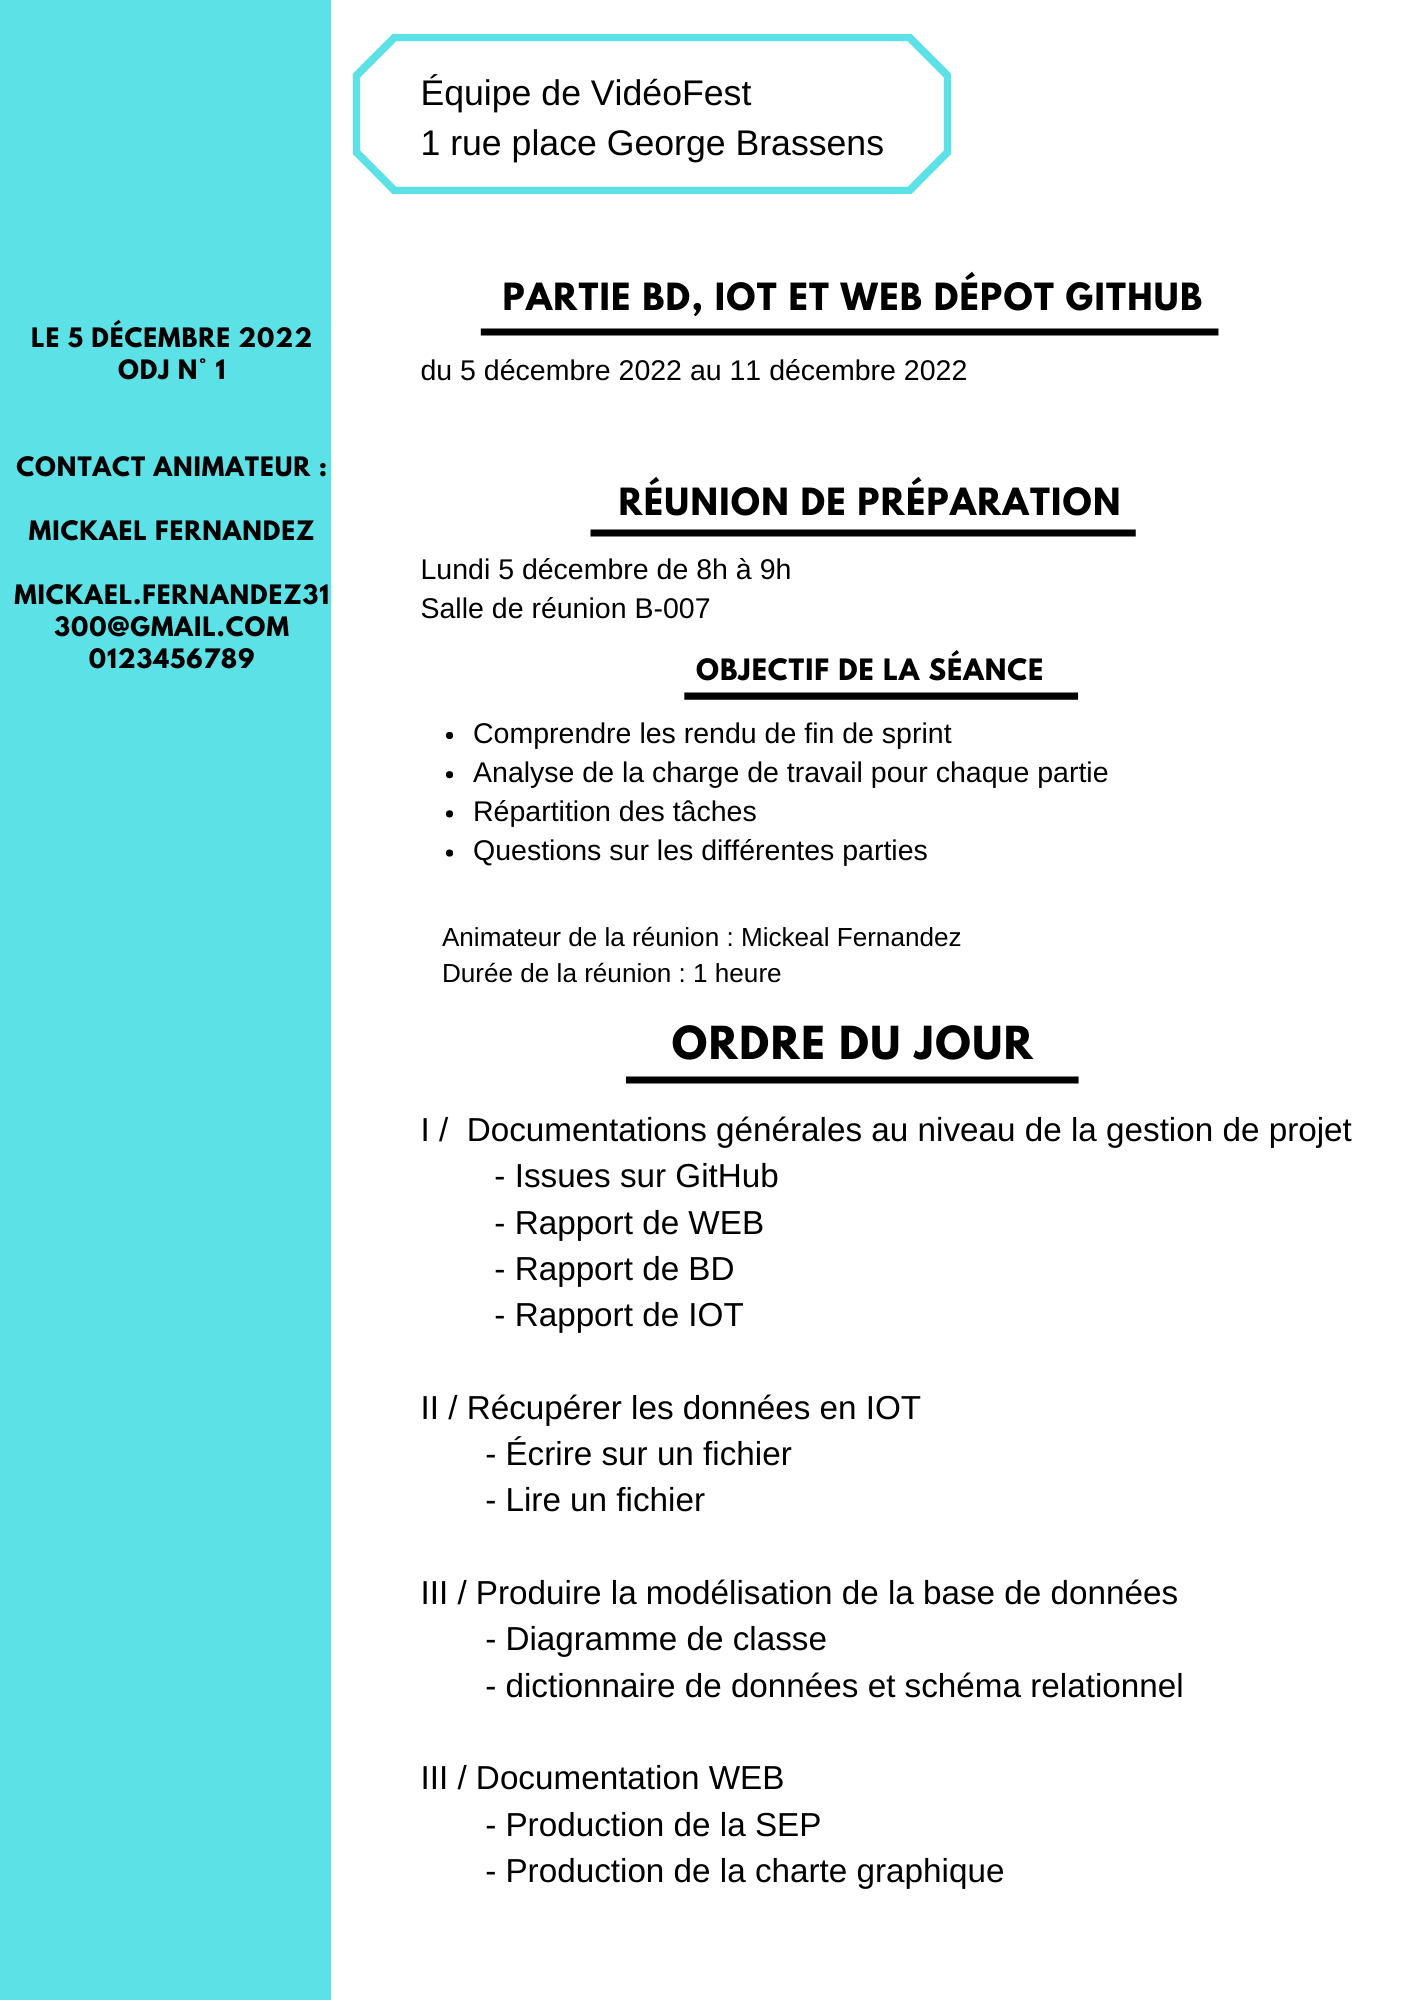 Équipe de VidéoFest
1 rue place George Brassens
LE 5 DÉCEMBRE 2022
ODJ N° 1
CONTACT ANIMATEUR :
MICKAEL FERNANDEZ
MICKAEL.FERNANDEZ31
300@GMAIL.COM
0123456789
PARTIE BD, IOT ET WEB DÉPOT GITHUB
du 5 décembre 2022 au 11 décembre 2022
RÉUNION DE PRÉPARATION
Lundi 5 décembre de 8h à 9h
Salle de réunion B-007
OBJECTIF DE LA SÉANCE
• Comprendre les rendu de fin de sprint
• Analyse de la charge de travail pour chaque partie
• Répartition des tâches
• Questions sur les différentes parties
Animateur de la réunion : Mickeal Fernandez
Durée de la réunion : 1 heure
ORDRE DU JOUR
I /  Documentations générales au niveau de la gestion de projet
- Issues sur GitHub
- Rapport de WEB
- Rapport de BD
- Rapport de IOT
II / Récupérer les données en IOT
- Écrire sur un fichier
- Lire un fichier
III / Produire la modélisation de la base de données
- Diagramme de classe
- dictionnaire de données et schéma relationnel
III / Documentation WEB
- Production de la SEP
- Production de la charte graphique